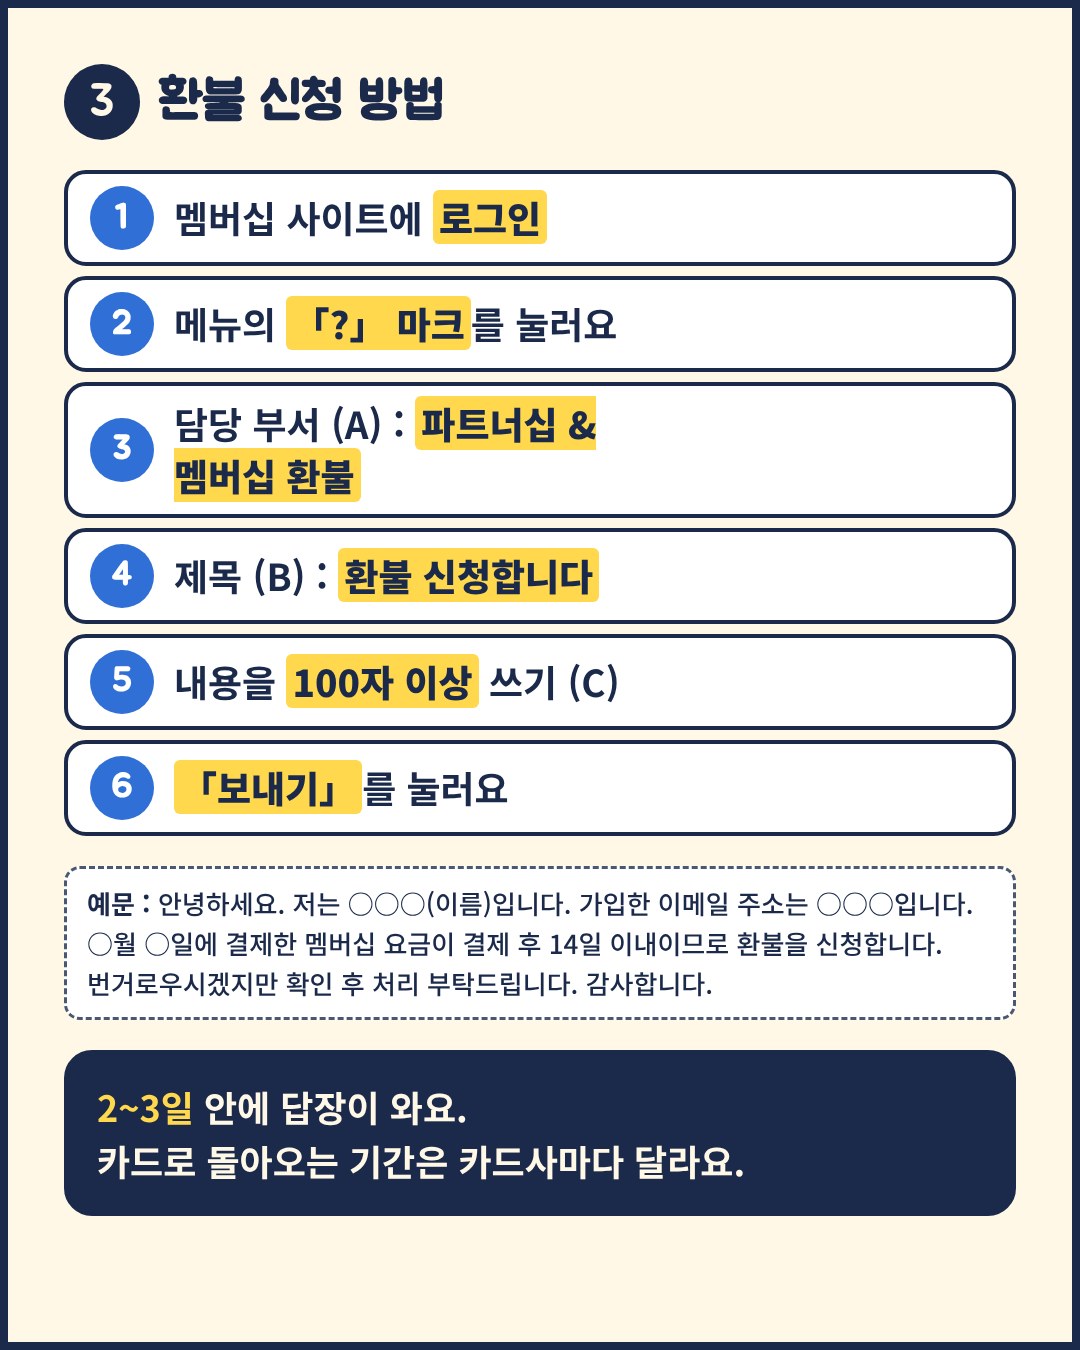 3 환불 신청 방법
1 멤버십 사이트에 로그인
2 메뉴의 「?」 마크를 눌러요
3 담당 부서 (A) : 파트너십 &
멤버십 환불
4 제목 (B) : 환불 신청합니다
5 내용을 100자 이상 쓰기 (C)
6 「보내기」를 눌러요
예문 : 안녕하세요. 저는 〇〇〇(이름)입니다. 가입한 이메일 주소는 〇〇〇입니다.
〇월 〇일에 결제한 멤버십 요금이 결제 후 14일 이내이므로 환불을 신청합니다.
번거로우시겠지만 확인 후 처리 부탁드립니다. 감사합니다.
2~3일 안에 답장이 와요.
카드로 돌아오는 기간은 카드사마다 달라요.